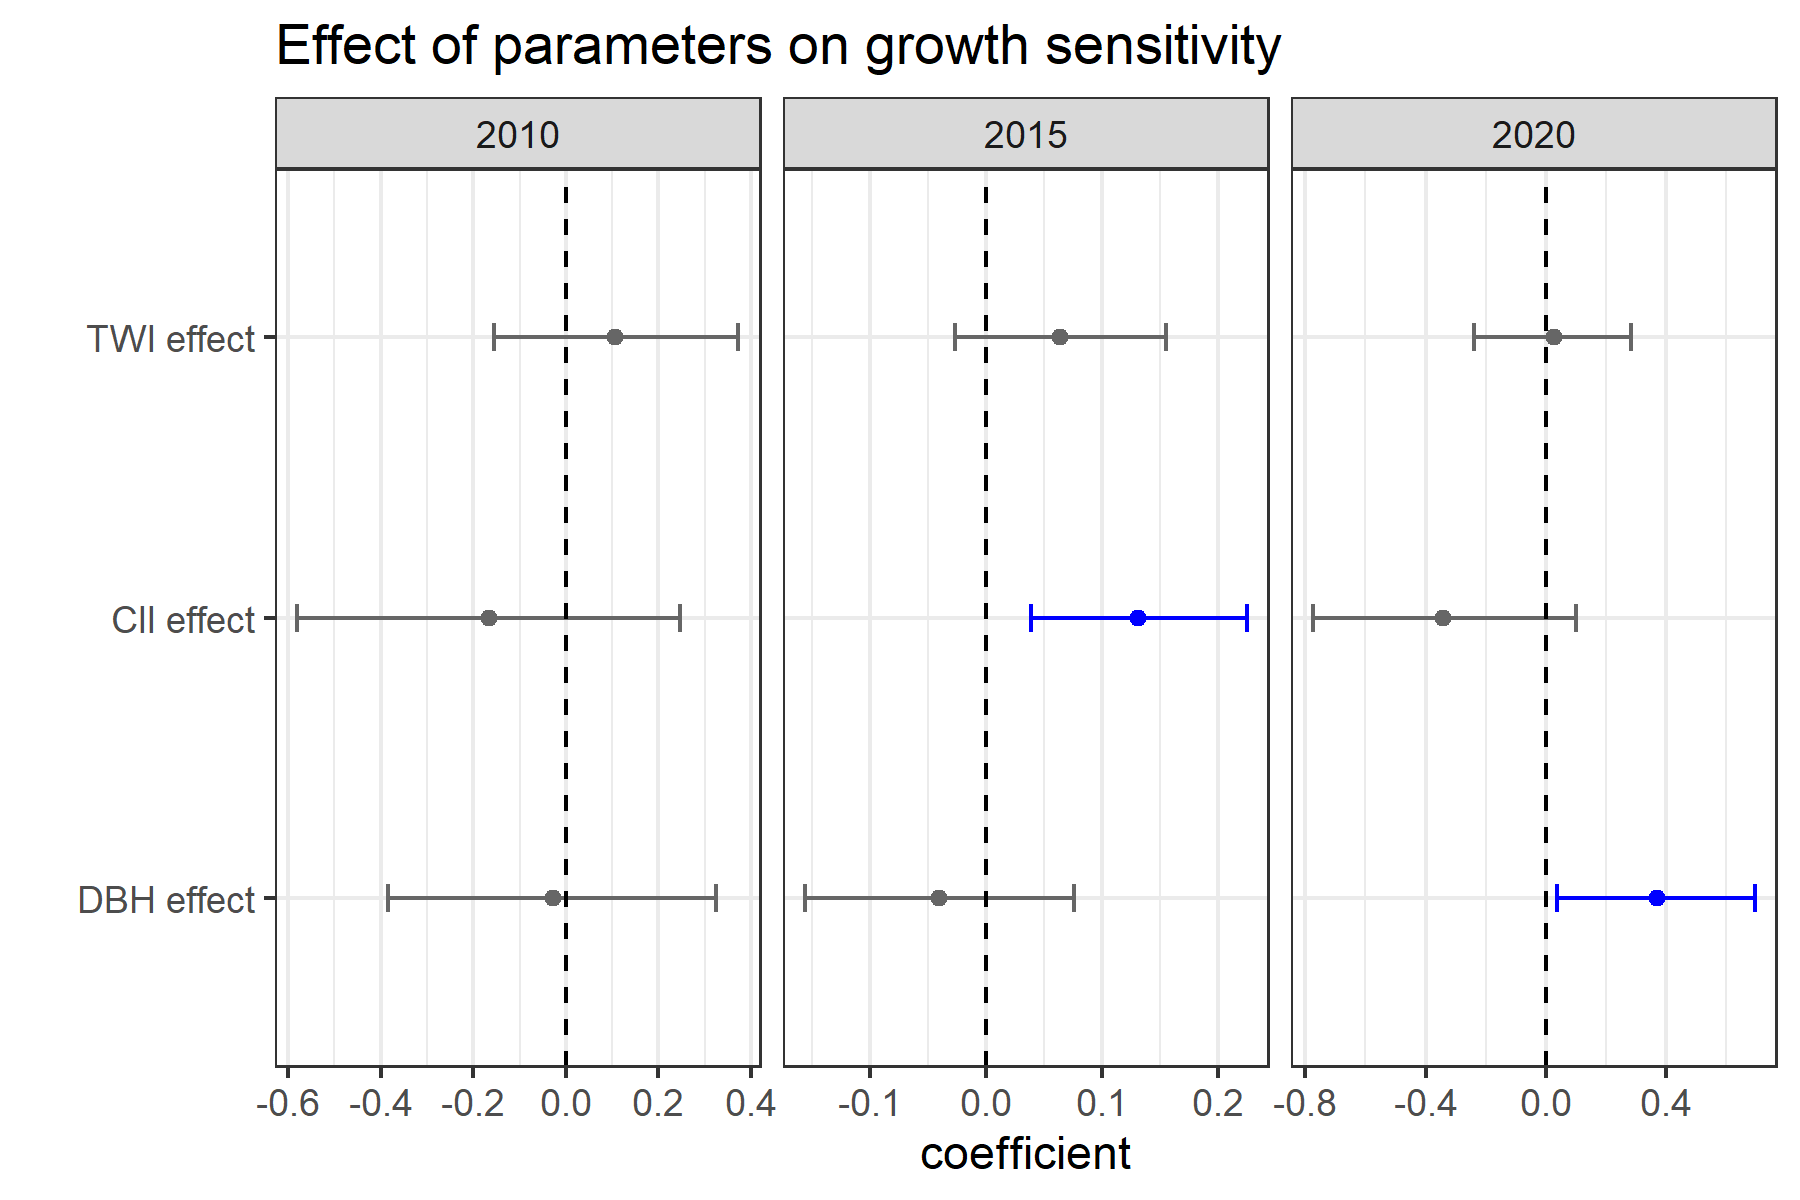 Effect of parameters on growth sensitivity
2010 2015 2020
TWI effect
CII effect
DBH effect
-0.6 -0.4 -0.2 0.0 0.2 0.4 -0.1 0.0 0.1 0.2 -0.8 -0.4 0.0 0.4
coefficient